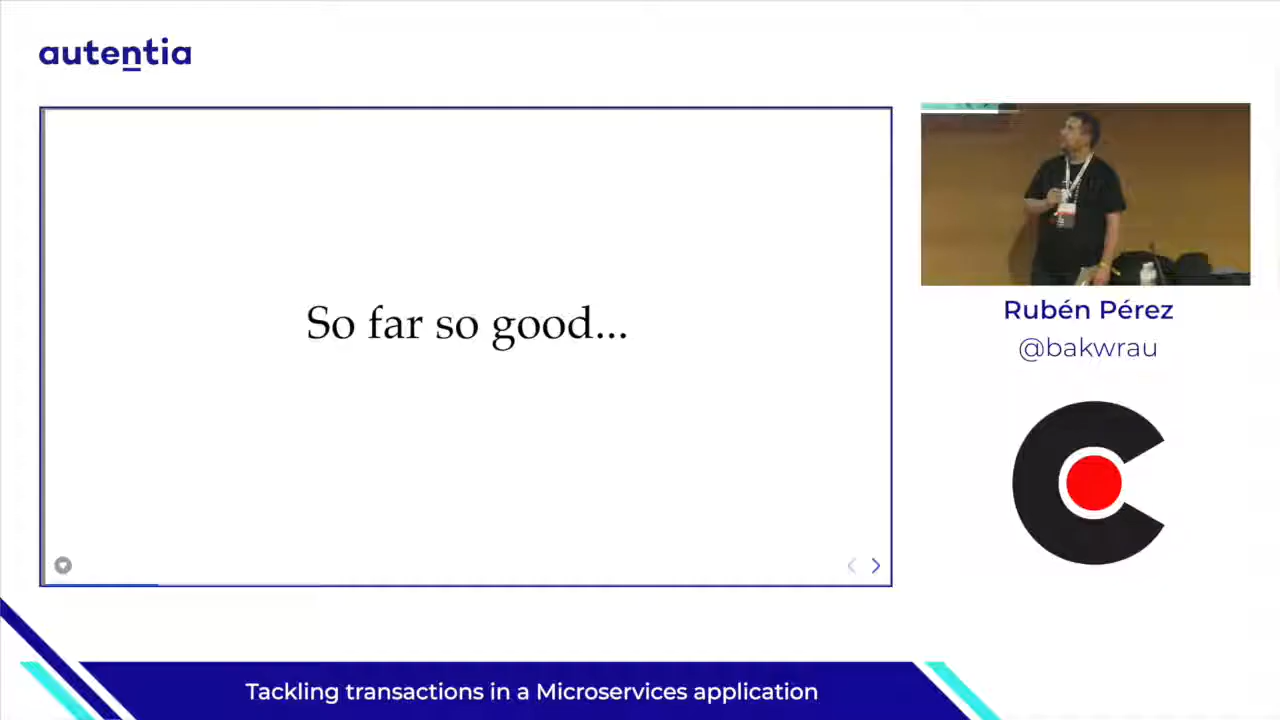 autentia
So far so good...
Rubén Pérez
@bakwrau
Tackling transactions in a Microservices application